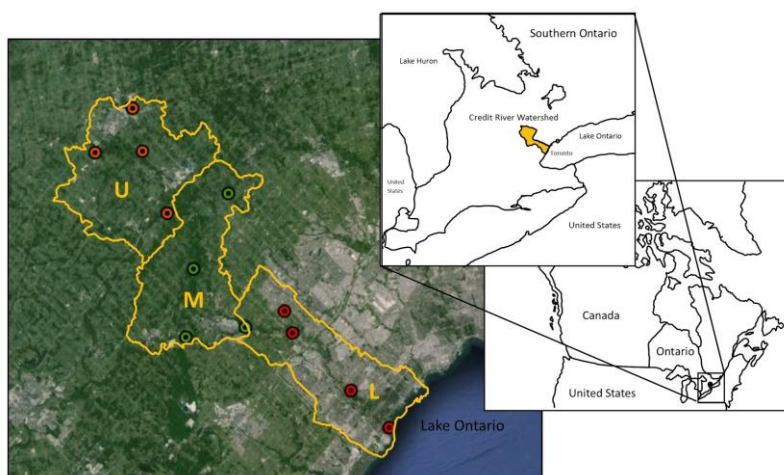 U
M
L
Lake Ontario
Southern Ontario
Lake Huron
Credit River Watershed
Lake Ontario
Toronto
United
States
United States
Canada
Ontario
United States